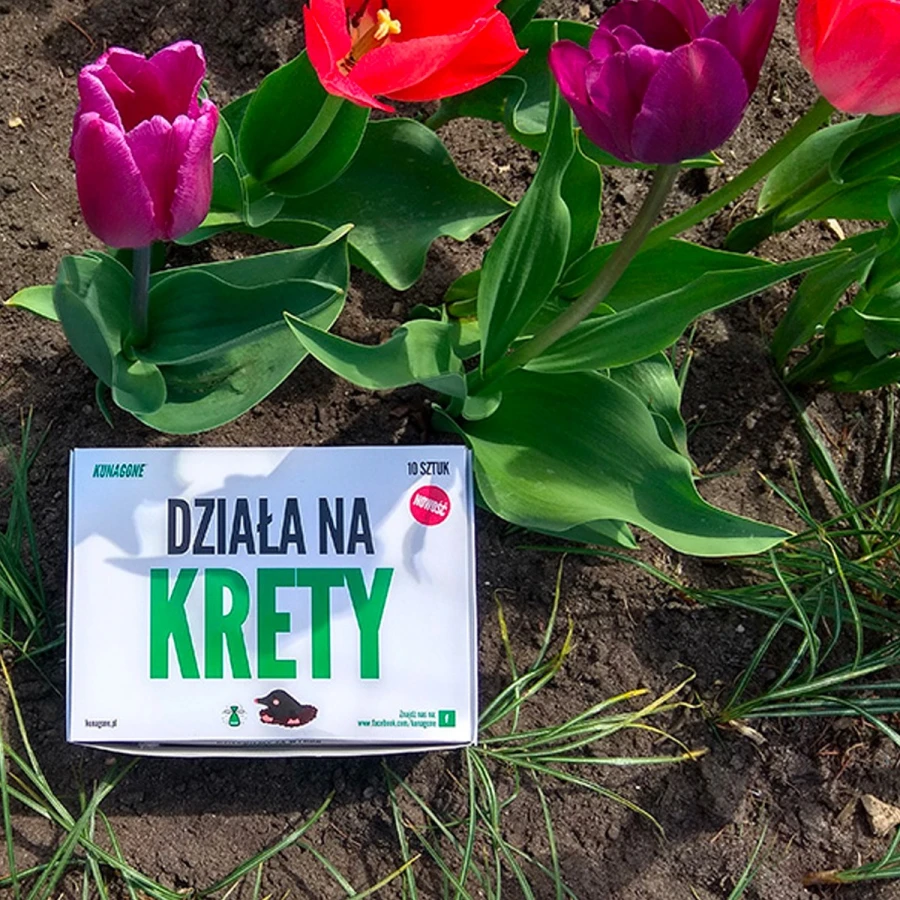 KUNAGONE
10 SZTUK
NOWOŚĆ
DZIAŁA NA
KRETY
kunagone.pl
Znajdź nas na:
www.facebook.com/kunagone
f